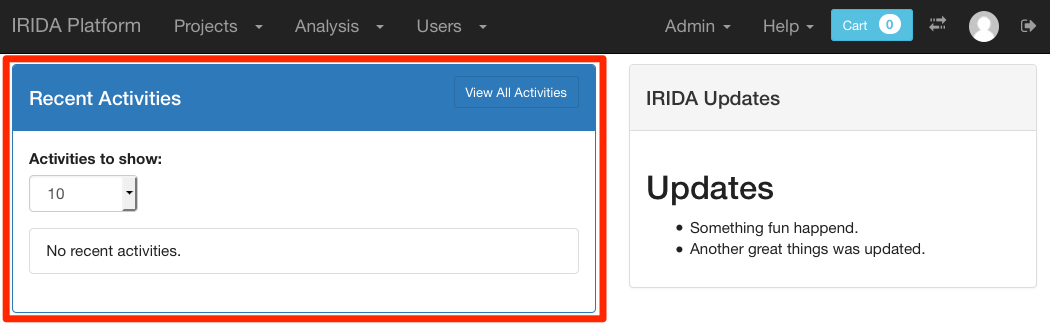 IRIDA Platform Projects Analysis Users Admin Help Cart 0
Recent Activities View All Activities
Activities to show:
10
No recent activities.
IRIDA Updates
Updates
Something fun happend.
Another great things was updated.